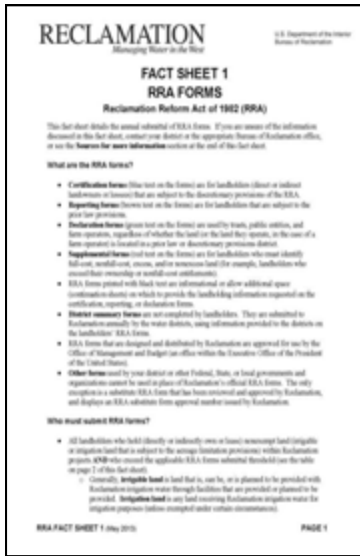 RECLAMATION
Managing Water in the West
U.S. Department of the Interior
Bureau of Reclamation
FACT SHEET 1
RRA FORMS
Reclamation Reform Act of 1982 (RRA)
This fact sheet details the annual submittal of RRA forms. If you are unsure of the information
discussed in this fact sheet, contact your district or the appropriate Bureau of Reclamation office,
or see the Sources for more information section at the end of this fact sheet.
What are the RRA forms?
• Certification forms (blue text on the forms) are for landholders (direct or indirect
landowners or lessees) that are subject to the discretionary provisions of the RRA.
• Reporting forms (brown text on the forms) are for landholders that are subject to the
prior law provisions.
• Declaration forms (green text on the forms) are used by trusts, public entities, and
farm operators, regardless of whether the land (or the land they operate, in the case of a
farm operator) is located in a prior law or discretionary provisions district.
• Supplemental forms (red text on the forms) are for landholders who must identify
full-cost, nonfull-cost, excess, and/or nonexcess land (for example, landholders who
exceed their ownership or nonfull-cost entitlements).
• RRA forms printed with black text are informational or allow additional space
(continuation sheets) on which to provide the landholding information requested on the
certification, reporting, or declaration forms.
• District summary forms are not completed by landholders. They are submitted to
Reclamation annually by the water districts, using information provided to the districts on
the landholders' RRA forms.
• RRA forms that are designed and distributed by Reclamation are approved for use by the
Office of Management and Budget (an office within the Executive Office of the President
of the United States).
• Other forms used by your district or other Federal, State, or local governments and
organizations cannot be used in place of Reclamation's official RRA forms. The only
exception is a substitute RRA form that has been reviewed and approved by Reclamation,
and displays an RRA substitute form approval number issued by Reclamation.
Who must submit RRA forms?
• All landholders who hold (directly or indirectly own or lease) nonexempt land (irrigable
or irrigation land that is subject to the acreage limitation provisions) within Reclamation
projects AND who exceed the applicable RRA forms submittal threshold (see the table
on page 2 of this fact sheet).
○ Generally, irrigable land is land that is, can be, or is planned to be provided with
Reclamation irrigation water through facilities that are provided or planned to be
provided. Irrigation land is any land receiving Reclamation irrigation water for
irrigation purposes (unless exempted under certain circumstances).
RRA FACT SHEET 1 (May 2013) PAGE 1